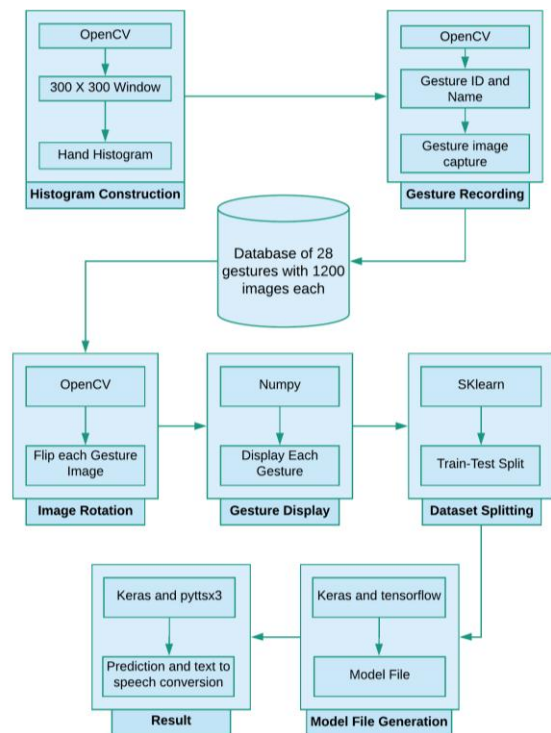 OpenCV
300 X 300 Window
Hand Histogram
Histogram Construction
OpenCV
Gesture ID and
Name
Gesture image
capture
Gesture Recording
Database of 28
gestures with 1200
images each
OpenCV
Flip each Gesture
Image
Image Rotation
Numpy
Display Each
Gesture
Gesture Display
SKlearn
Train-Test Split
Dataset Splitting
Keras and tensorflow
Model File
Model File Generation
Keras and pyttsx3
Prediction and text to
speech conversion
Result